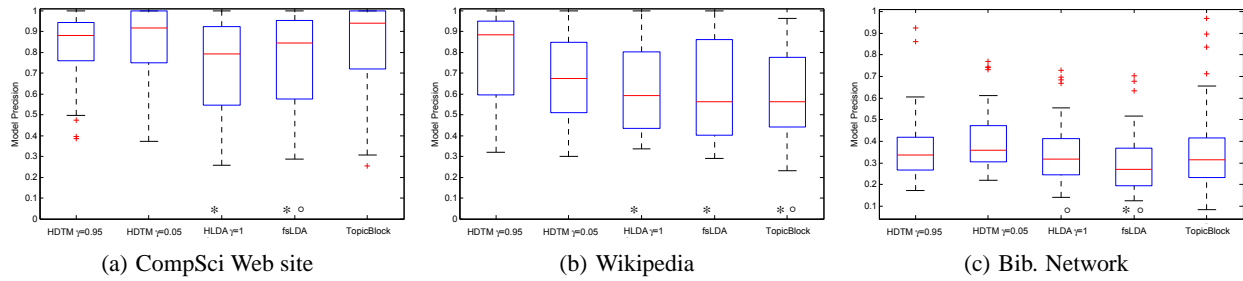 Model Precision
1
0.9
0.8
0.7
0.6
0.5
0.4
0.3
0.2
0.1
0
* * ○
HDTM γ=0.95 HDTM γ=0.05 HLDA γ=1 fsLDA TopicBlock
(a) CompSci Web site
Model Precision
1
0.9
0.8
0.7
0.6
0.5
0.4
0.3
0.2
0.1
0
* * * ○
HDTM γ=0.95 HDTM γ=0.05 HLDA γ=1 fsLDA TopicBlock
(b) Wikipedia
Model Precision
1
0.9
0.8
0.7
0.6
0.5
0.4
0.3
0.2
0.1
○ * ○
HDTM γ=0.95 HDTM γ=0.05 HLDA γ=1 fsLDA TopicBlock
(c) Bib. Network